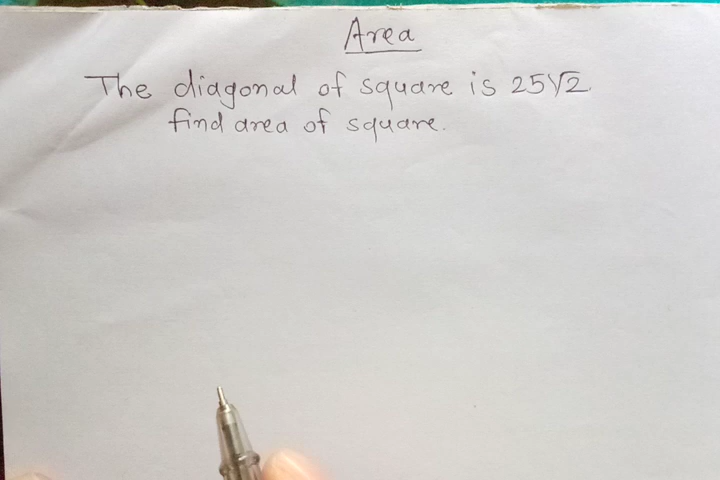 Area
The diagonal of square is 25√2.
find area of square.